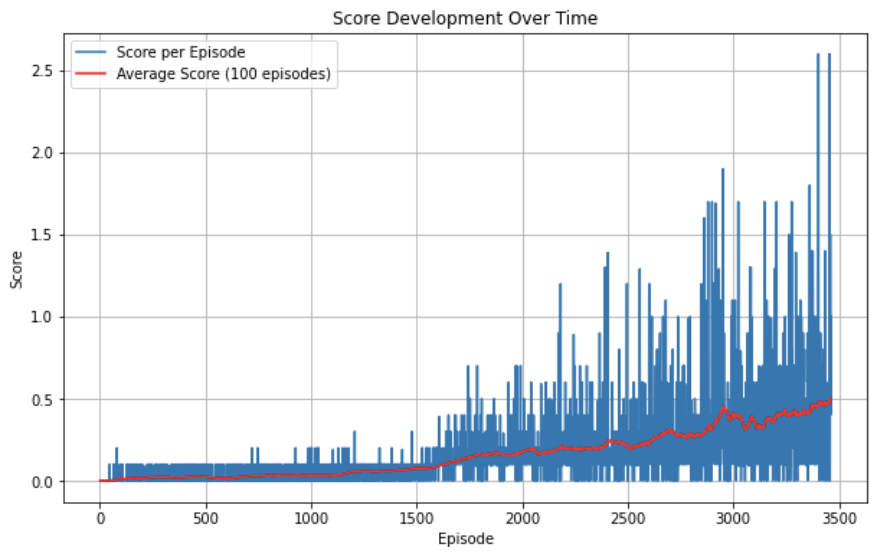 Score Development Over Time
Score per Episode
Average Score (100 episodes)
2.5
2.0
1.5
1.0
0.5
0.0
Score
0 500 1000 1500 2000 2500 3000 3500
Episode